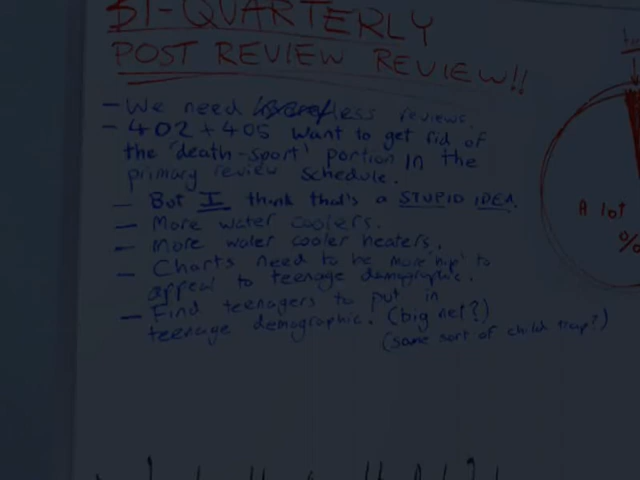 BI-QUARTERLY
POST REVIEW REVIEW!!
- We need less reviews.
- 402 + 405 want to get rid of
the 'death-sport' portion in the
primary review schedule.
- But I think that's a STUPID IDEA.
- More water coolers.
- More water cooler heaters.
- Charts need to be more 'hip' to
appeal to teenage demographic.
- Find teenagers to put in
teenage demographic. (big net?)
(some sort of child trap?)
A lot
%